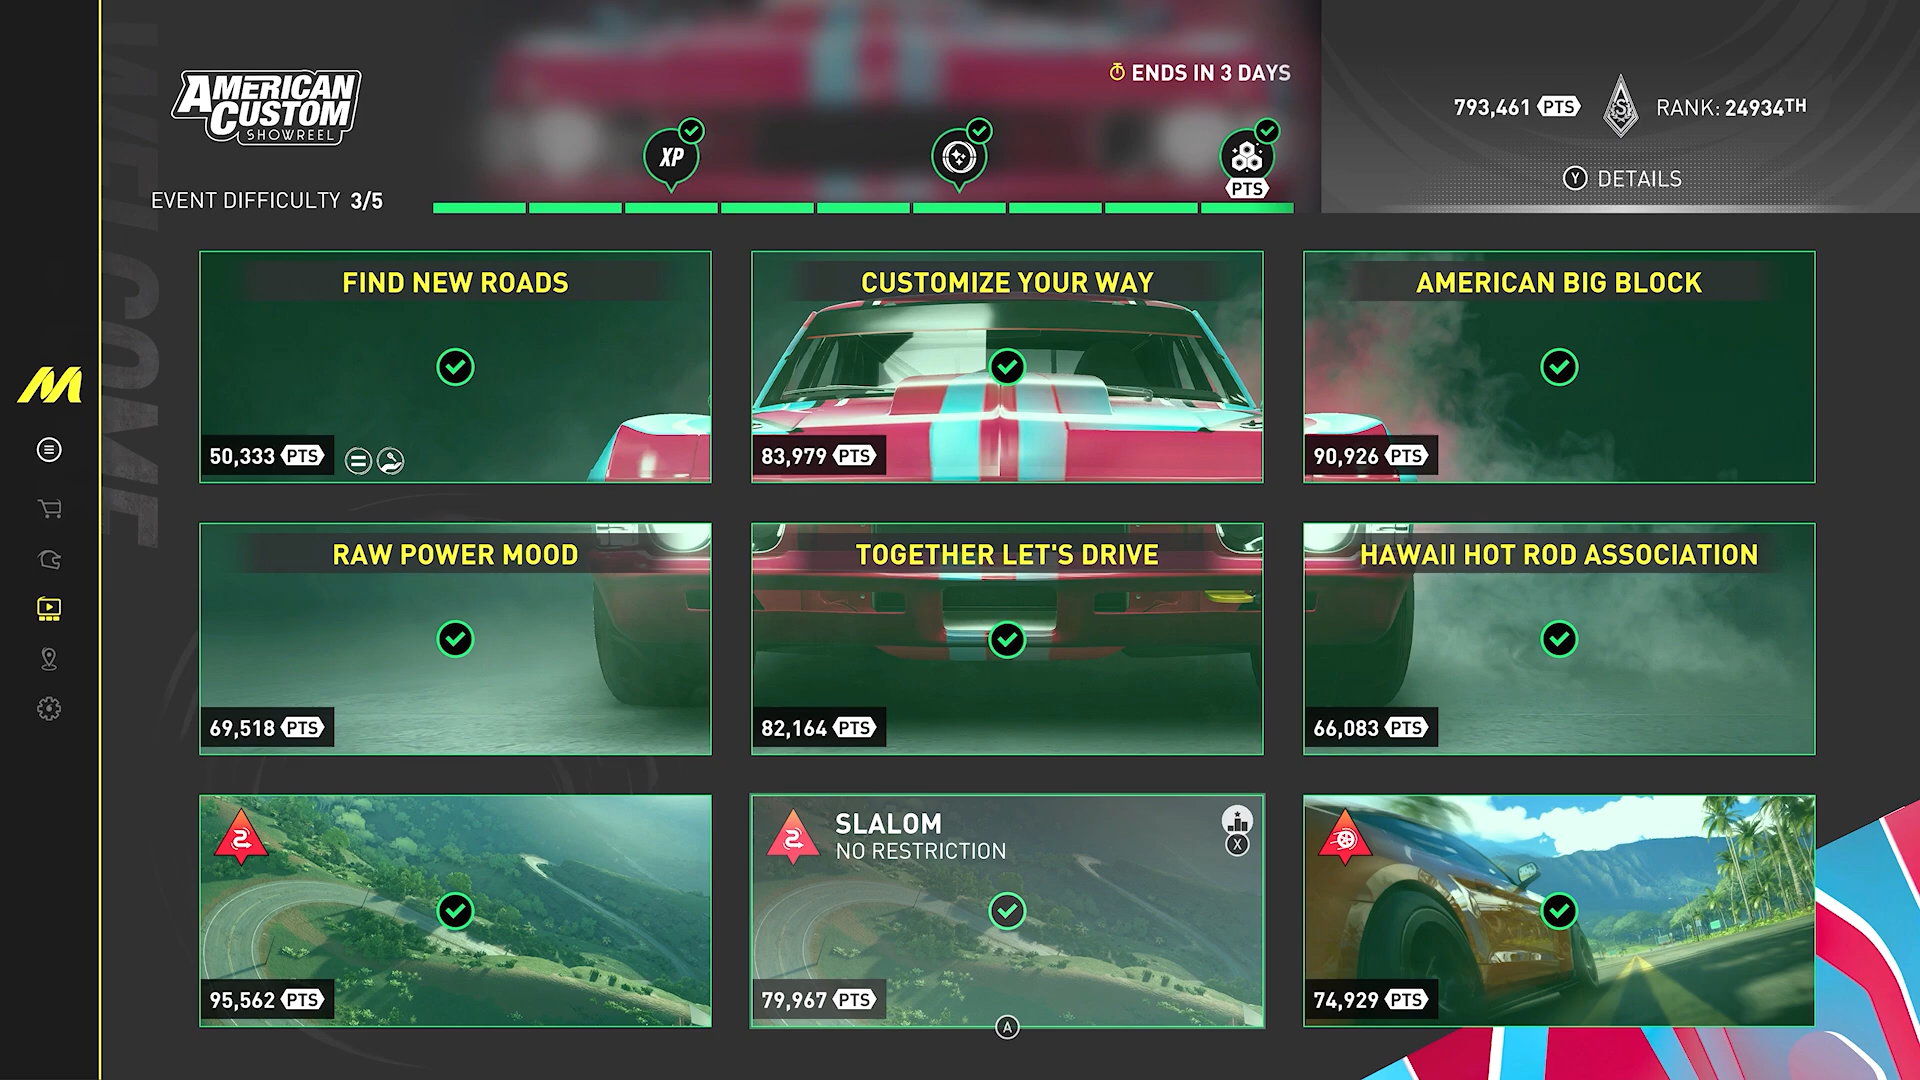 WELCOME
AMERICAN
CUSTOM
SHOWREEL
EVENT DIFFICULTY 3/5
XP
PTS
ENDS IN 3 DAYS
793,461 PTS
S
RANK: 24934TH
Y DETAILS
FIND NEW ROADS
50,333 PTS
CUSTOMIZE YOUR WAY
83,979 PTS
AMERICAN BIG BLOCK
90,926 PTS
RAW POWER MOOD
69,518 PTS
TOGETHER LET'S DRIVE
82,164 PTS
HAWAII HOT ROD ASSOCIATION
66,083 PTS
95,562 PTS
SLALOM
NO RESTRICTION
X
79,967 PTS
A
74,929 PTS